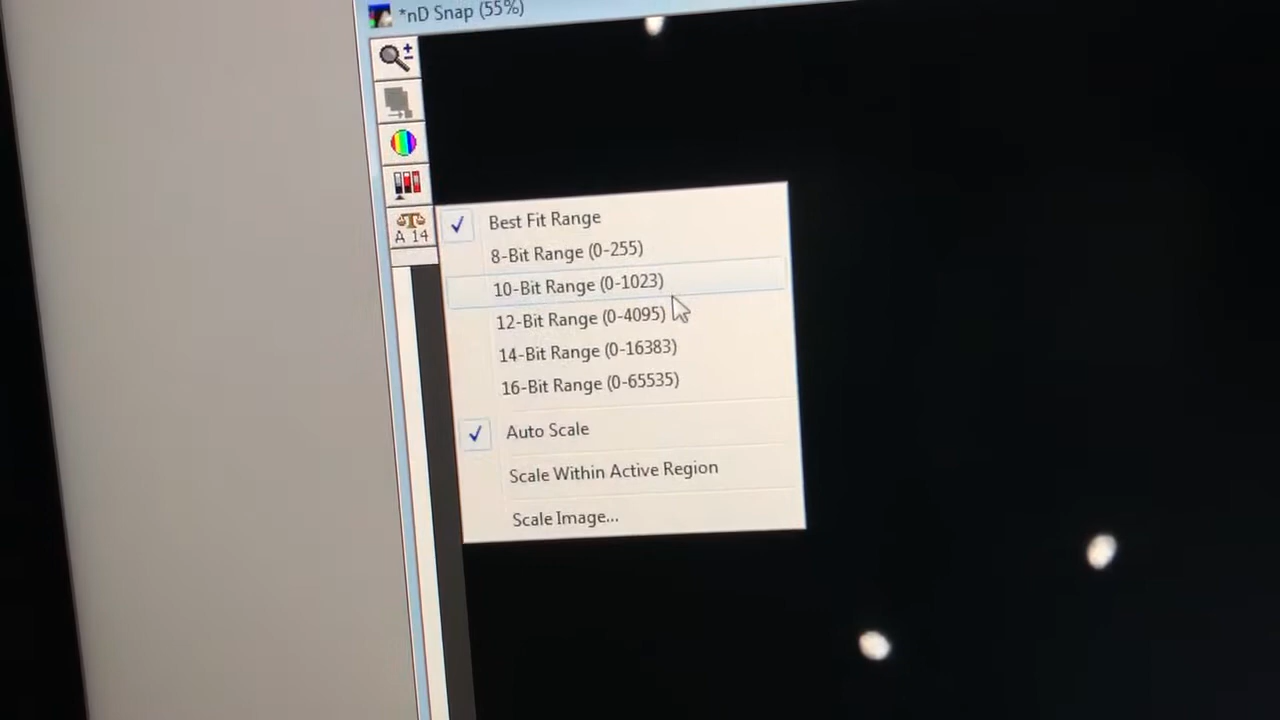 *nD Snap (55%)
A 14
Best Fit Range
8-Bit Range (0-255)
10-Bit Range (0-1023)
12-Bit Range (0-4095)
14-Bit Range (0-16383)
16-Bit Range (0-65535)
Auto Scale
Scale Within Active Region
Scale Image...